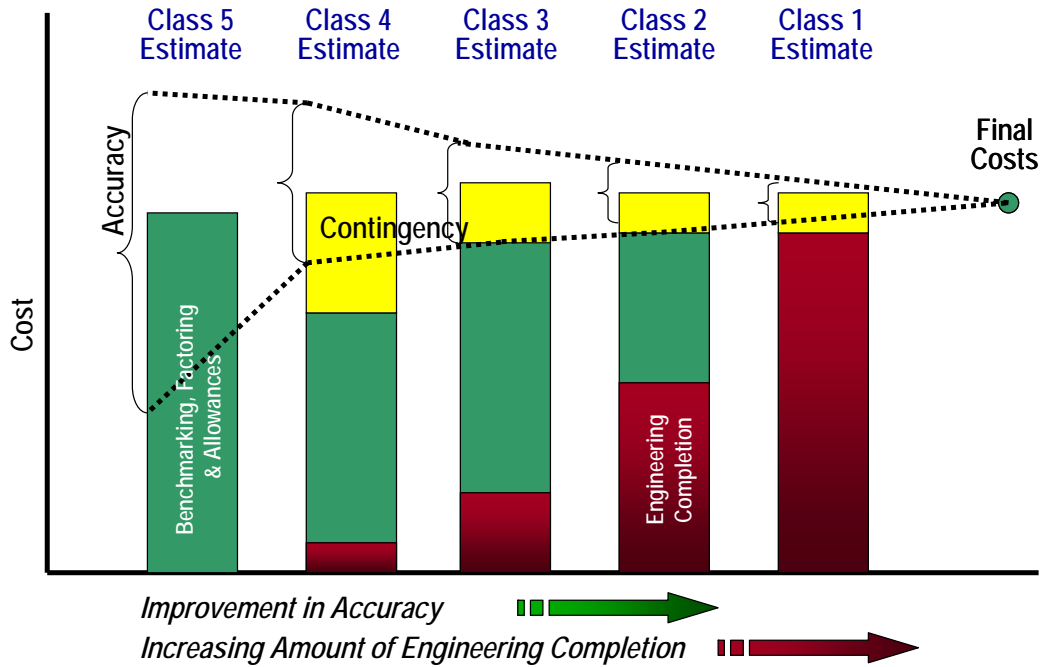 Class 5
Estimate
Class 4
Estimate
Class 3
Estimate
Class 2
Estimate
Class 1
Estimate
Accuracy
Final
Costs
Contingency
Cost
Benchmarking, Factoring
& Allowances
Engineering
Completion
Improvement in Accuracy
Increasing Amount of Engineering Completion